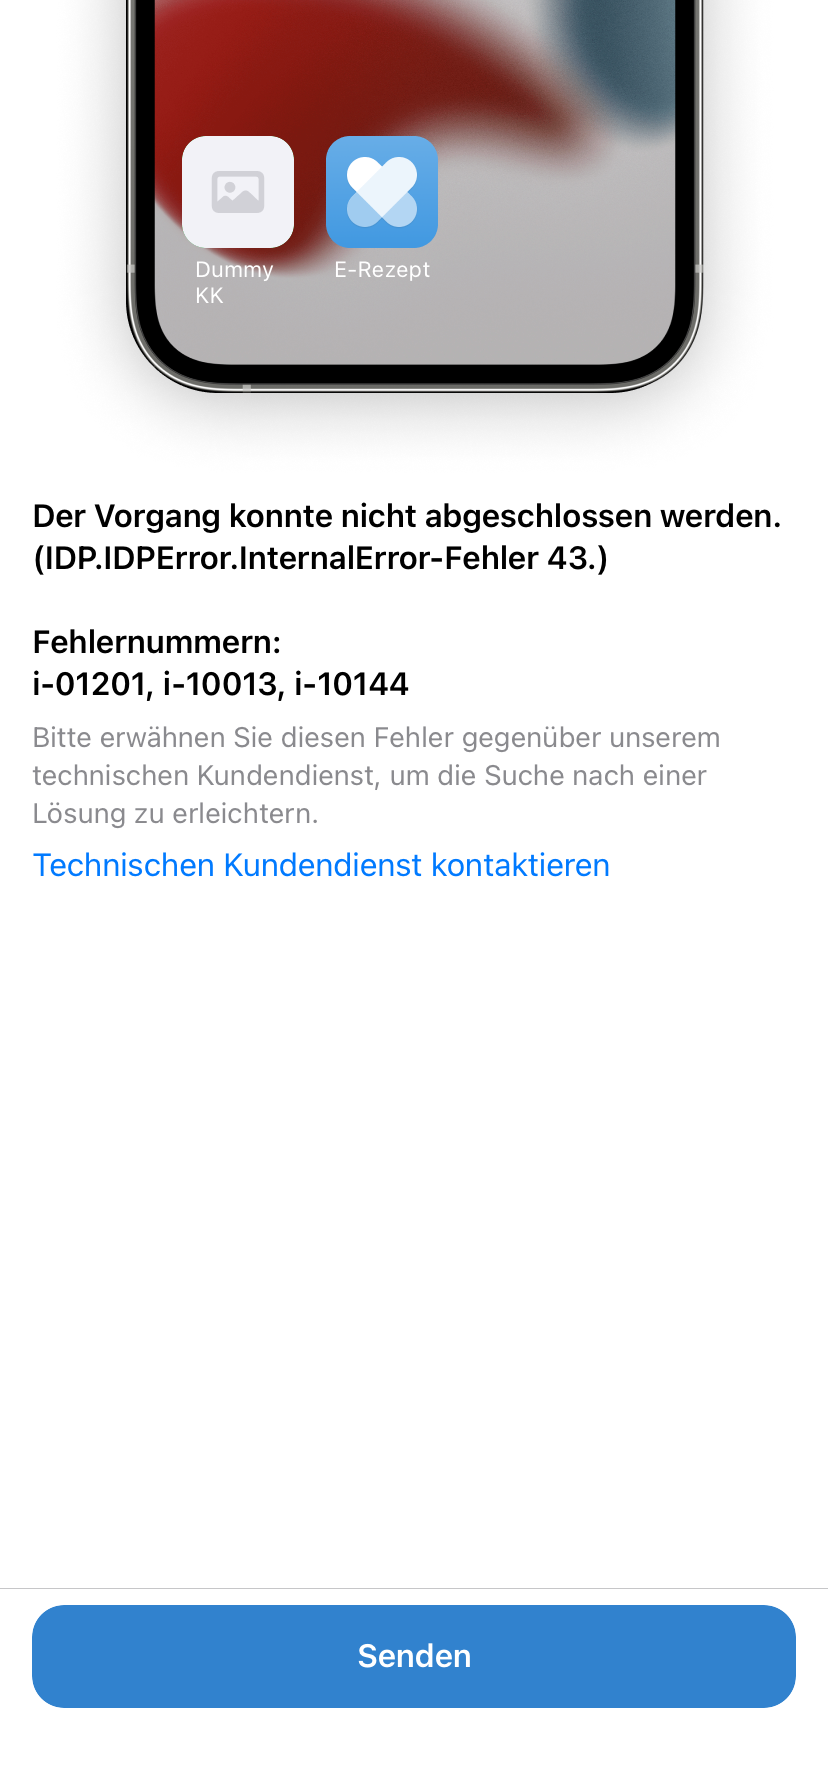 Dummy
KK
E-Rezept
Der Vorgang konnte nicht abgeschlossen werden.
(IDP.IDPError.InternalError-Fehler 43.)
Fehlernummern:
i-01201, i-10013, i-10144
Bitte erwähnen Sie diesen Fehler gegenüber unserem
technischen Kundendienst, um die Suche nach einer
Lösung zu erleichtern.
Technischen Kundendienst kontaktieren
Senden